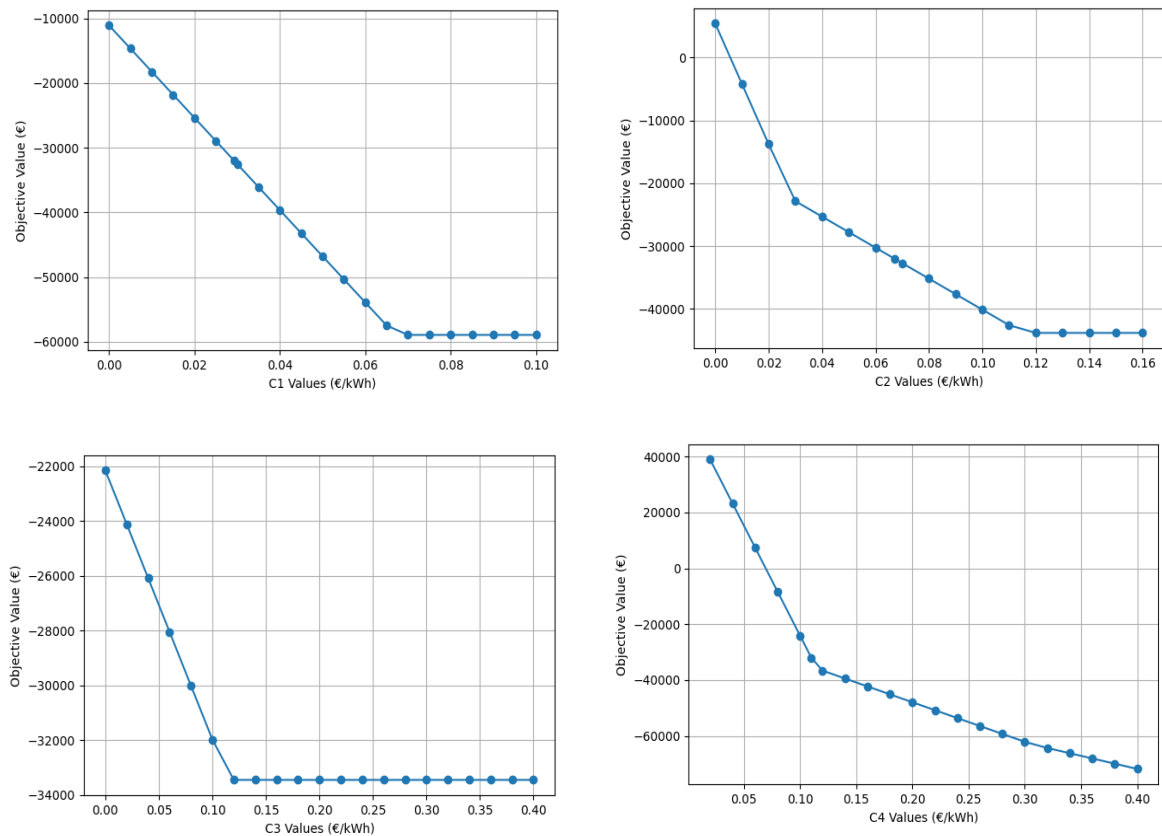 −10000
−20000
−30000
−40000
−50000
−60000
Objective Value (€)
0.00 0.02 0.04 0.06 0.08 0.10
C1 Values (€/kWh)
0
−10000
−20000
−30000
−40000
Objective Value (€)
0.00 0.02 0.04 0.06 0.08 0.10 0.12 0.14 0.16
C2 Values (€/kWh)
−22000
−24000
−26000
−28000
−30000
−32000
−34000
Objective Value (€)
0.00 0.05 0.10 0.15 0.20 0.25 0.30 0.35 0.40
C3 Values (€/kWh)
40000
20000
0
−20000
−40000
−60000
Objective Value (€)
0.05 0.10 0.15 0.20 0.25 0.30 0.35 0.40
C4 Values (€/kWh)